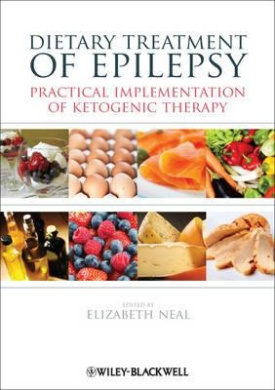 DIETARY TREATMENT
OF EPILEPSY
PRACTICAL IMPLEMENTATION
OF KETOGENIC THERAPY
EDITED BY
ELIZABETH NEAL
WILEY-BLACKWELL